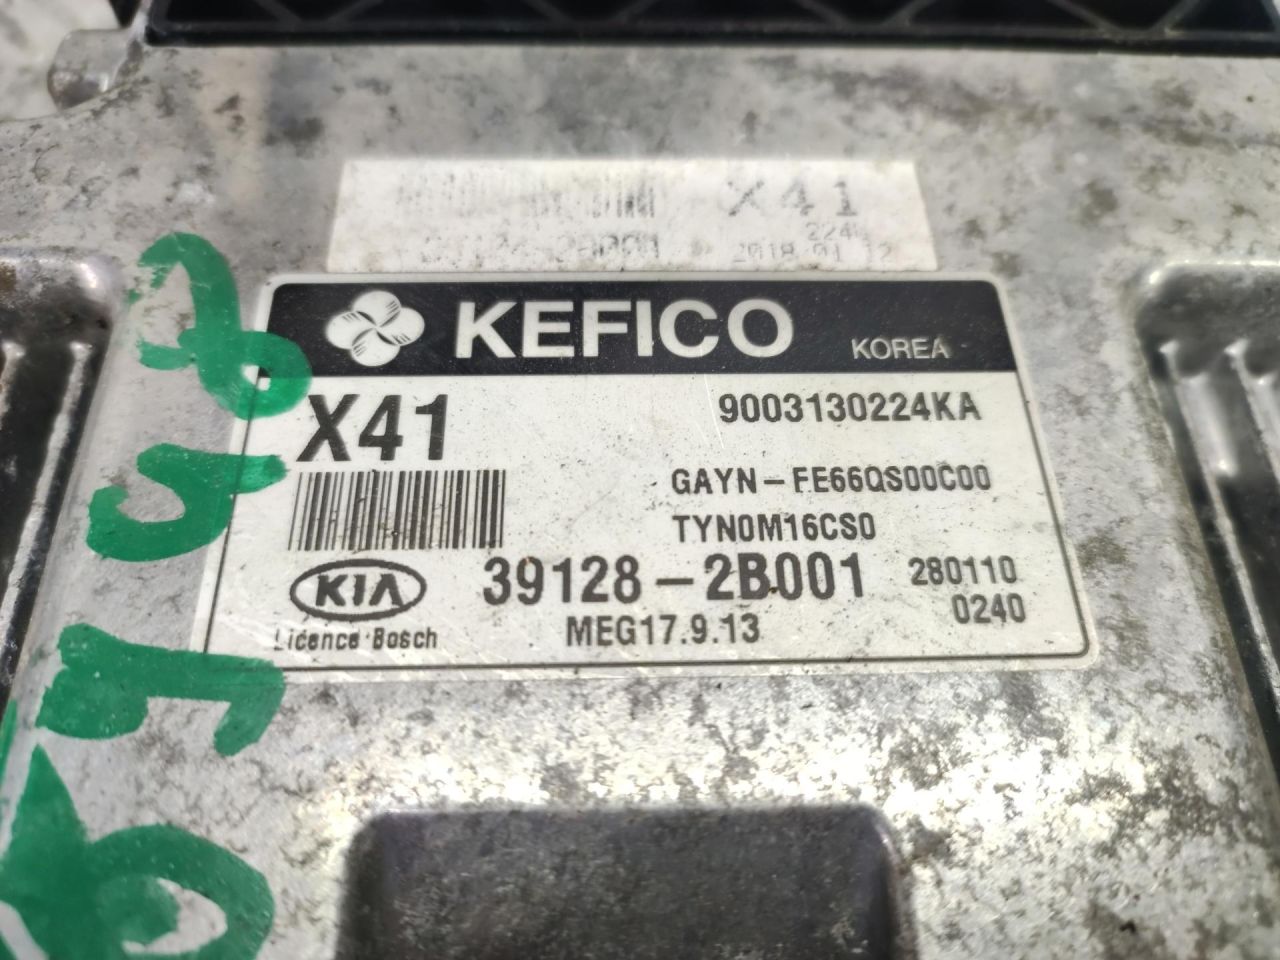 X41
KEFICO
KOREA
X41
9003130224KA
GAYN-FE66QS00C00
TYN0M16CS0
KIA
39128-2B001
280110
0240
Licence Bosch
MEG17.9.13